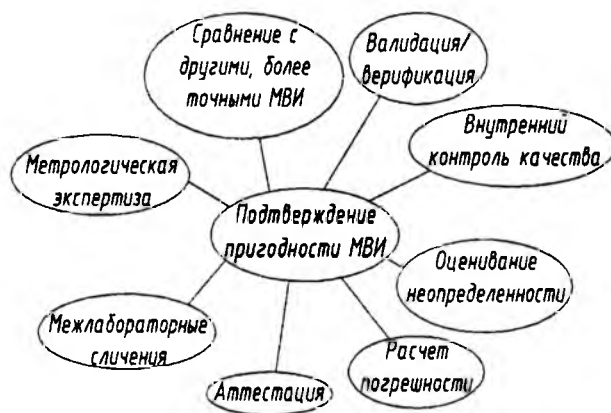 Сравнение с
другими, более
точными МВИ
Валидация/
верификация
Внутренний
контроль качества
Метрологическая
экспертиза
Подтверждение
пригодности МВИ
Оценивание
неопределенности
Межлабораторные
сличения
Расчет
погрешности
Аттестация